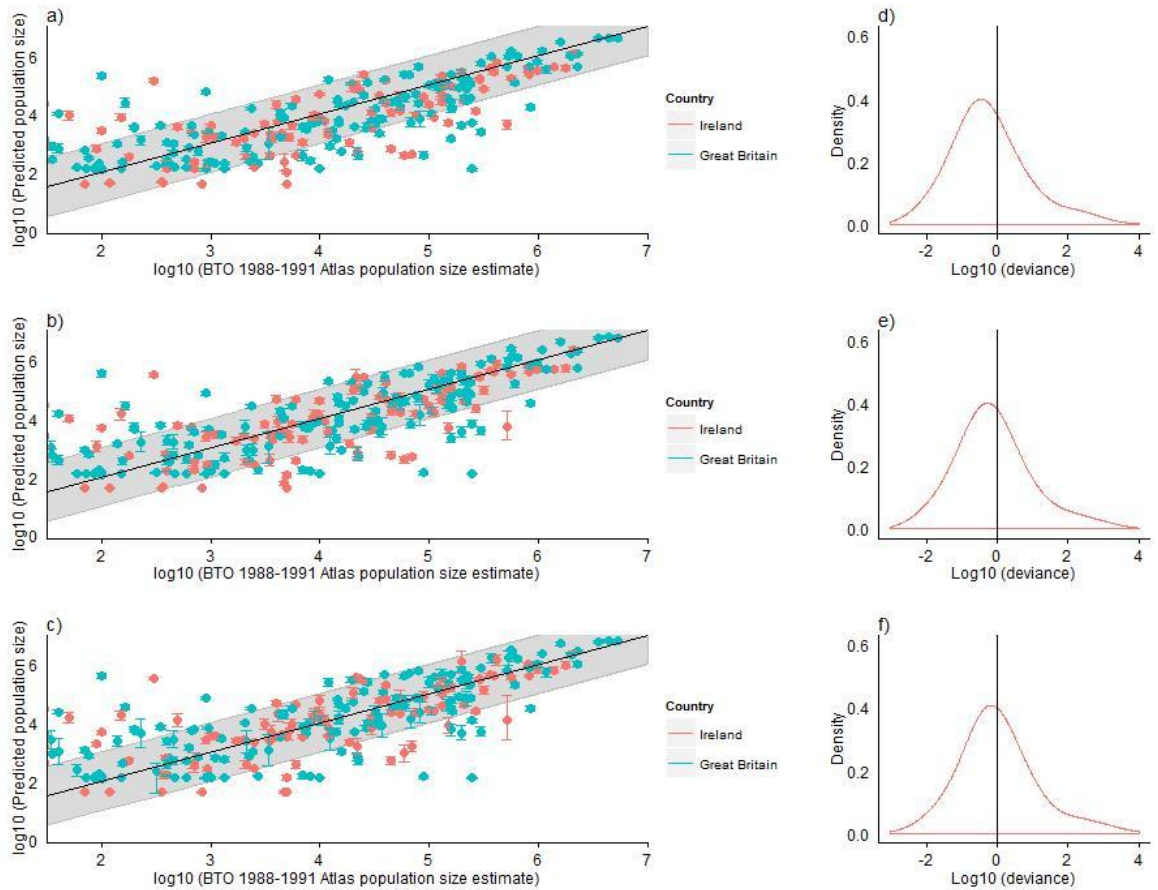 a)
log10 (Predicted population size)
6
4
2
0
2 3 4 5 6 7
log10 (BTO 1988-1991 Atlas population size estimate)
Country
Ireland
Great Britain
d)
Density
0.6
0.4
0.2
0.0
-2 0 2 4
Log10 (deviance)
b)
log10 (Predicted population size)
6
4
2
0
2 3 4 5 6 7
log10 (BTO 1988-1991 Atlas population size estimate)
Country
Ireland
Great Britain
e)
Density
0.6
0.4
0.2
0.0
-2 0 2 4
Log10 (deviance)
c)
log10 (Predicted population size)
6
4
2
0
2 3 4 5 6 7
log10 (BTO 1988-1991 Atlas population size estimate)
Country
Ireland
Great Britain
f)
Density
0.6
0.4
0.2
0.0
-2 0 2 4
Log10 (deviance)